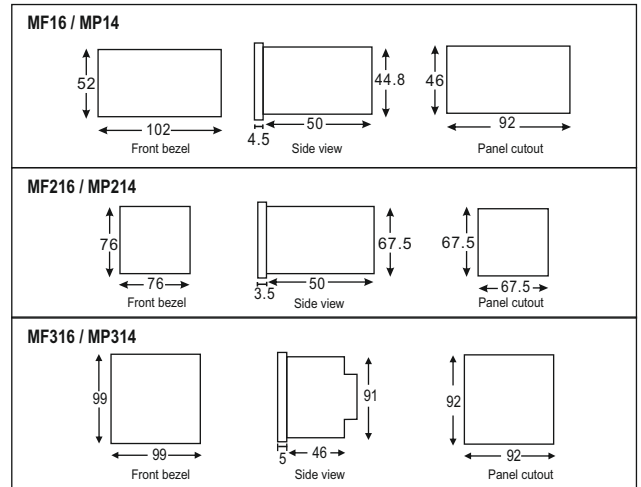 MF16 / MP14
52
102
Front bezel
4.5
50
44.8
Side view
46
92
Panel cutout
MF216 / MP214
76
76
Front bezel
3.5
50
67.5
Side view
67.5
67.5
Panel cutout
MF316 / MP314
99
99
Front bezel
5
46
91
Side view
92
92
Panel cutout